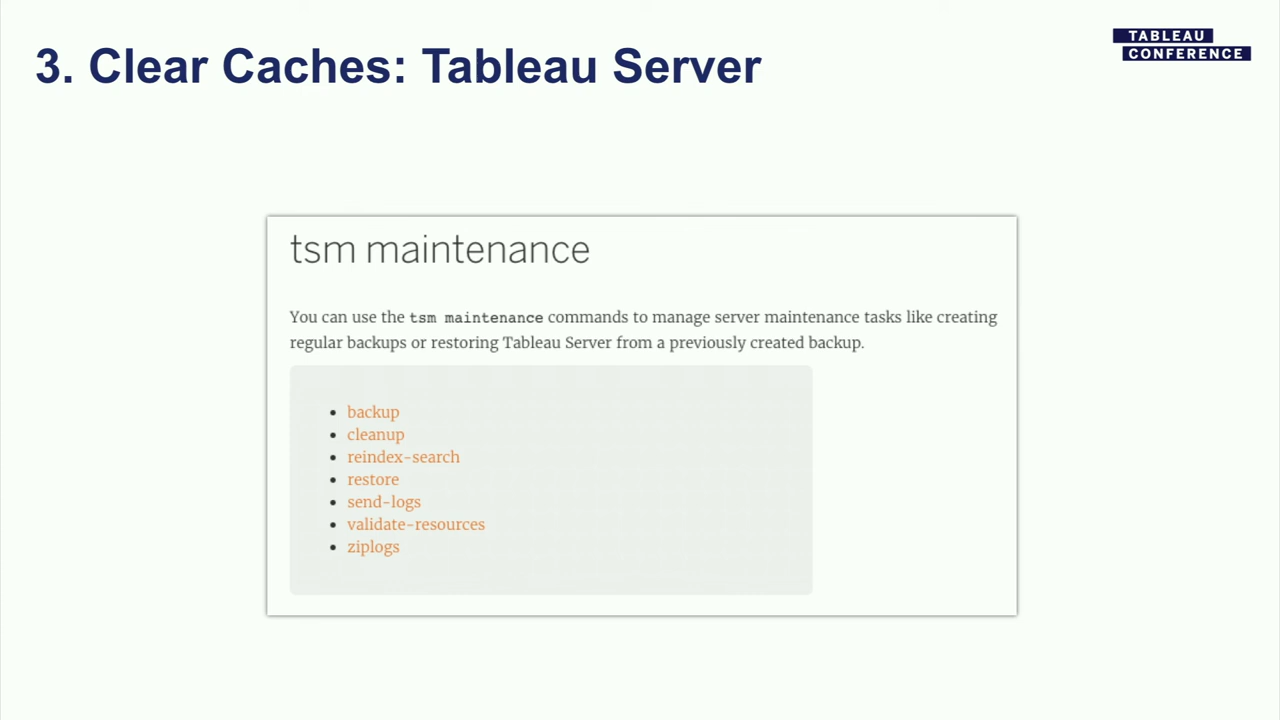 3. Clear Caches: Tableau Server
TABLEAU
CONFERENCE
tsm maintenance
You can use the tsm maintenance commands to manage server maintenance tasks like creating
regular backups or restoring Tableau Server from a previously created backup.
backup
cleanup
reindex-search
restore
send-logs
validate-resources
ziplogs